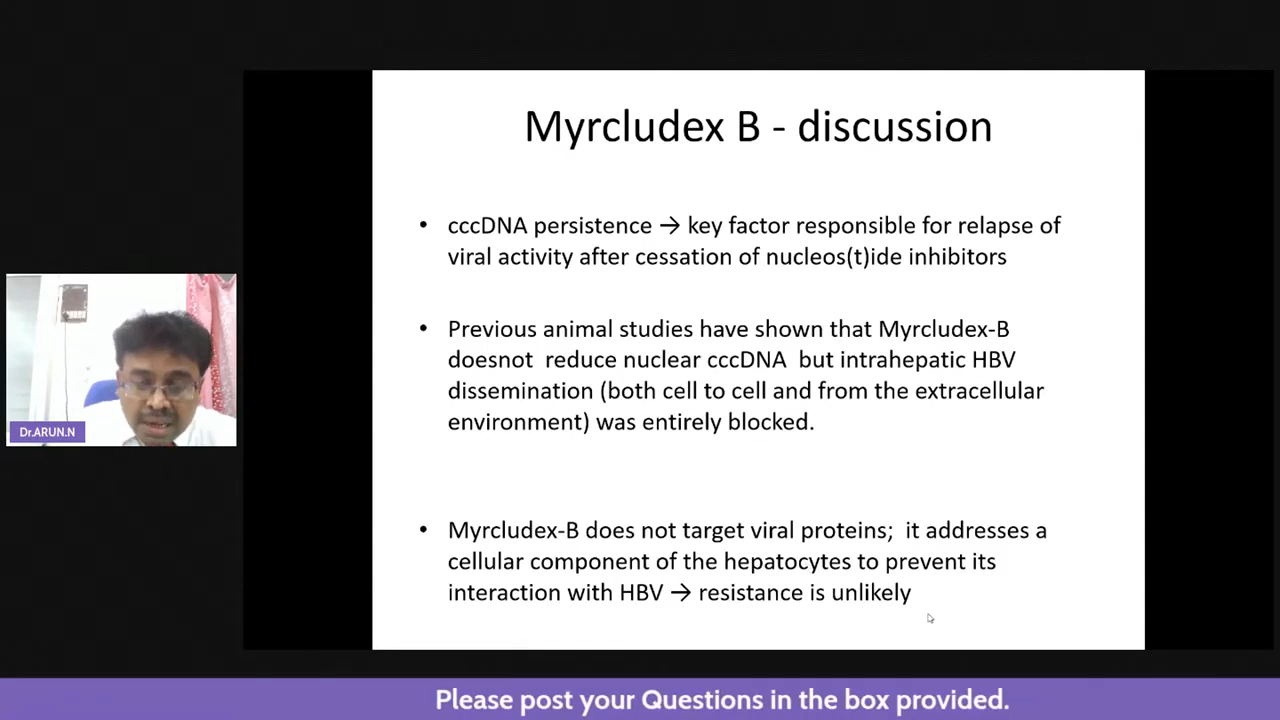 Myrcludex B - discussion
• cccDNA persistence → key factor responsible for relapse of
viral activity after cessation of nucleos(t)ide inhibitors
• Previous animal studies have shown that Myrcludex-B
doesnot reduce nuclear cccDNA but intrahepatic HBV
dissemination (both cell to cell and from the extracellular
environment) was entirely blocked.
• Myrcludex-B does not target viral proteins; it addresses a
cellular component of the hepatocytes to prevent its
interaction with HBV → resistance is unlikely
Dr.ARUN.N
Please post your Questions in the box provided.